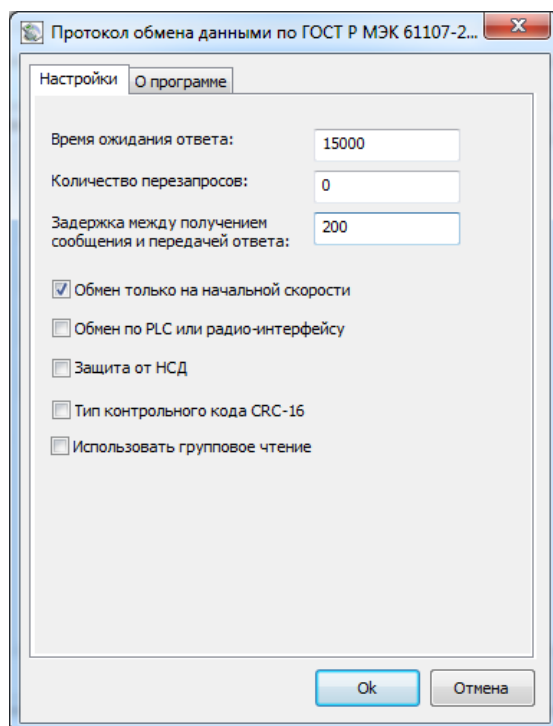 Протокол обмена данными по ГОСТ Р МЭК 61107-2...
Настройки
О программе
Время ожидания ответа:
15000
Количество перезапросов:
0
Задержка между получением
сообщения и передачей ответа:
200
Обмен только на начальной скорости
Обмен по PLC или радио-интерфейсу
Защита от НСД
Тип контрольного кода CRC-16
Использовать групповое чтение
Ok
Отмена